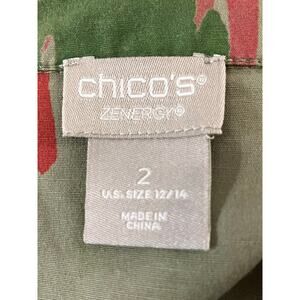 chico's®
ZENERGY®
2
U.S. SIZE 12/14
MADE IN
CHINA